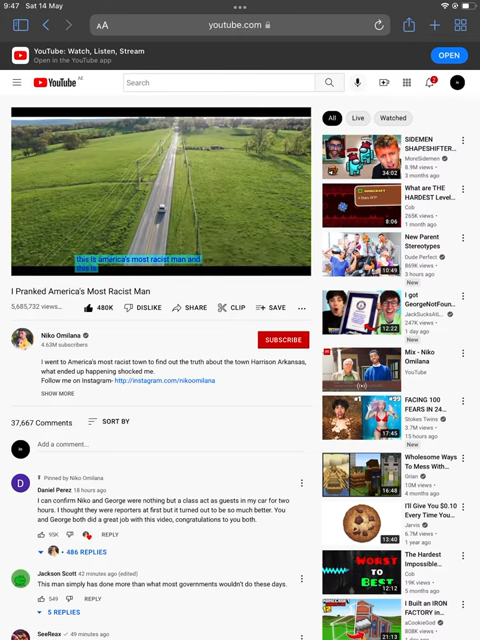 9:47 Sat 14 May
AA youtube.com
YouTube: Watch, Listen, Stream
Open in the YouTube app
OPEN
YouTube AE
Search
2
this is america's most racist man and
this is
I Pranked America's Most Racist Man
5,685,732 views...
480K DISLIKE SHARE CLIP SAVE
Niko Omilana
4.63M subscribers
SUBSCRIBE
I went to America's most racist town to find out the truth about the town Harrison Arkansas,
what ended up happening shocked me.
Follow me on Instagram- http://instagram.com/nikoomilana
SHOW MORE
37,667 Comments SORT BY
Add a comment...
Pinned by Niko Omilana
D
Daniel Perez 18 hours ago
I can confirm Niko and George were nothing but a class act as guests in my car for two
hours. I thought they were reporters at first but it turned out to be so much better. You
and George both did a great job with this video, congratulations to you both.
95K REPLY
486 REPLIES
Jackson Scott 42 minutes ago (edited)
This man simply has done more than what most governments wouldn't do these days.
549 REPLY
5 REPLIES
SeeReax 49 minutes ago
All Live Watched
SIDEMEN
SHAPESHIFTER...
MoreSidemen
8.9M views •
3 months ago
34:02
What are THE
HARDEST Level...
Cob
265K views •
1 month ago
8:06
New Parent
Stereotypes
Dude Perfect
869K views •
3 hours ago
New
10:49
I got
GeorgeNotFoun...
JackSucksAtL...
247K views •
1 day ago
New
12:22
Mix - Niko
Omilana
YouTube
#1 #99
FACING 100
FEARS IN 24...
Stokes Twins
3.7M views •
15 hours ago
New
17:45
Wholesome Ways
To Mess With...
Grian
10M views •
4 months ago
16:48
I'll Give You $0.10
Every Time You...
Jarvis
6.7M views •
1 year ago
13:40
WORST
TO
BEST
The Hardest
Impossible...
Cob
19K views •
5 months ago
12:12
I Built an IRON
FACTORY in...
aCookieGod
808K views •
1 day ago
21:13